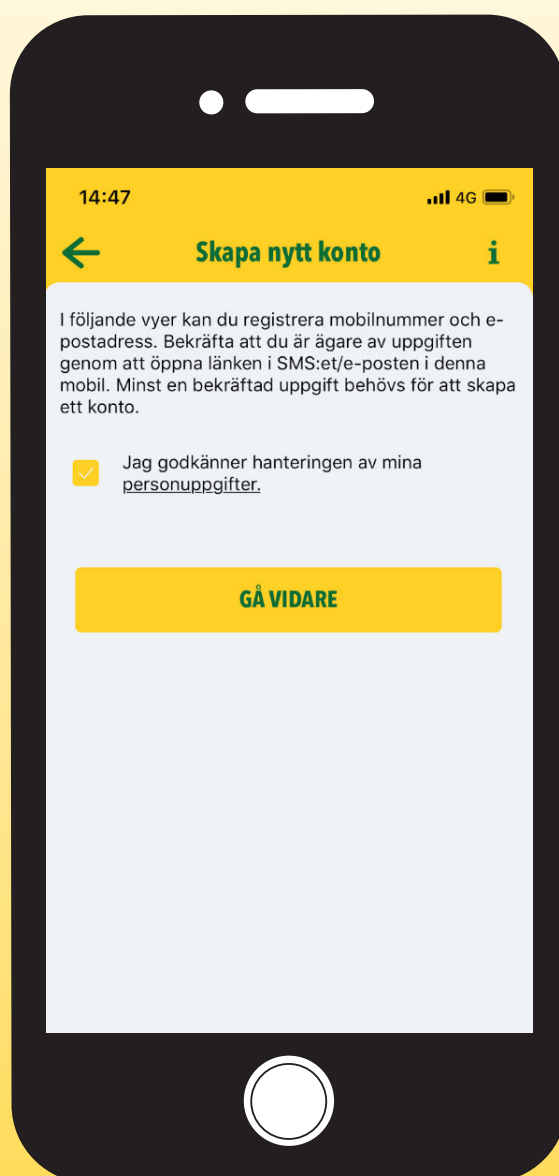 14:47
4G
Skapa nytt konto
i
I följande vyer kan du registrera mobilnummer och e-
postadress. Bekräfta att du är ägare av uppgiften
genom att öppna länken i SMS:et/e-posten i denna
mobil. Minst en bekräftad uppgift behövs för att skapa
ett konto.
Jag godkänner hanteringen av mina
personuppgifter.
GÅ VIDARE